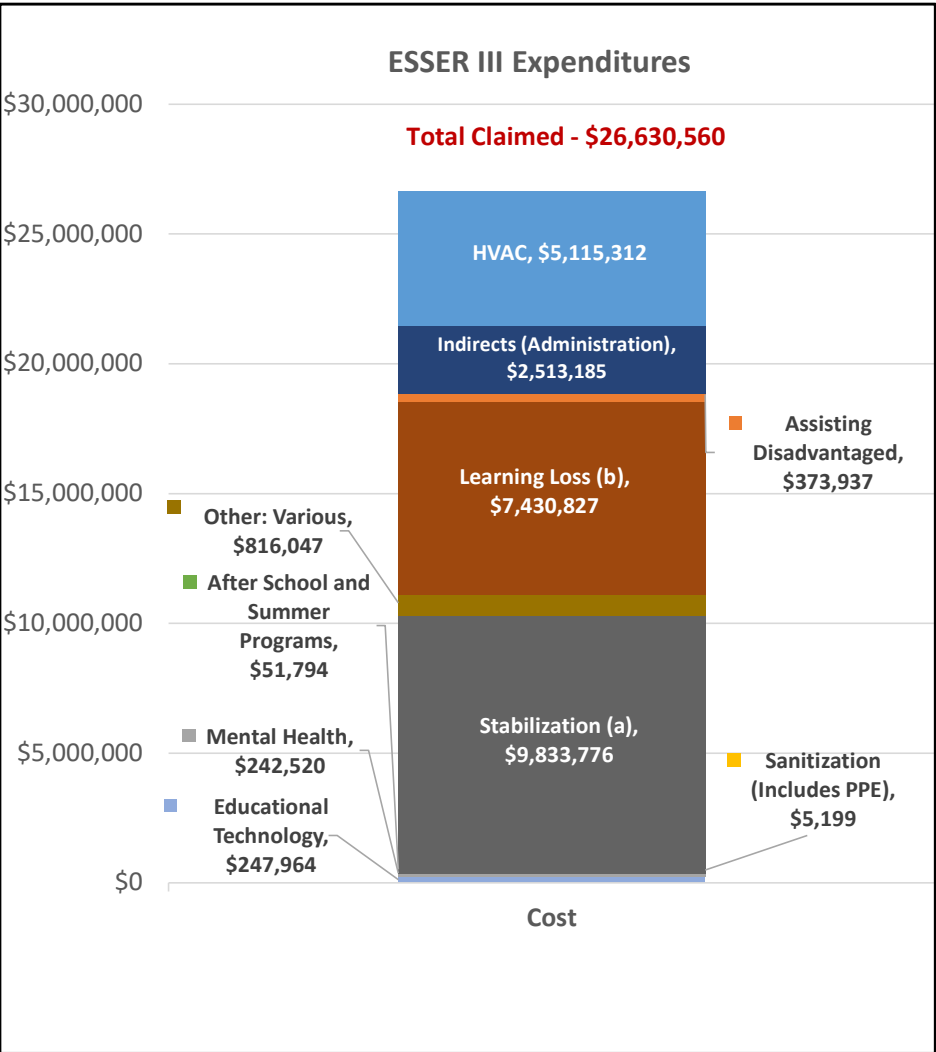 ESSER III Expenditures
$30,000,000
Total Claimed - $26,630,560
$25,000,000
HVAC, $5,115,312
Indirects (Administration),
$2,513,185
$20,000,000
Assisting
Disadvantaged,
$373,937
Learning Loss (b),
$7,430,827
$15,000,000
Other: Various,
$816,047
After School and
Summer
Programs,
$51,794
$10,000,000
Stabilization (a),
$9,833,776
Mental Health,
$242,520
$5,000,000
Sanitization
(Includes PPE),
$5,199
Educational
Technology,
$247,964
$0
Cost